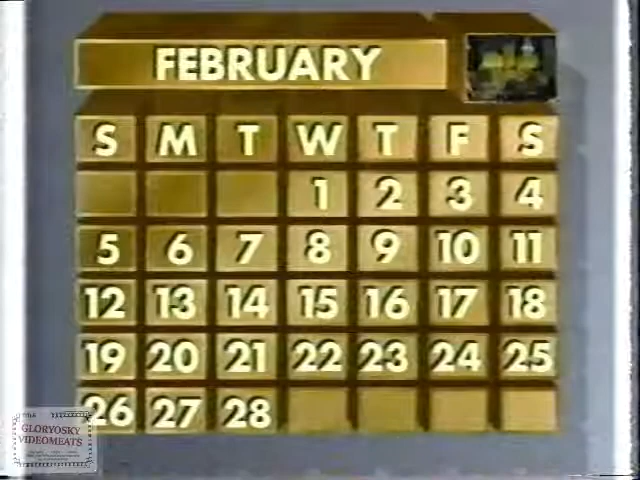 FEBRUARY
S M T W T F S
1 2 3 4
5 6 7 8 9 10 11
12 13 14 15 16 17 18
19 20 21 22 23 24 25
26 27 28
GLORYOSKY
VIDEOMEATS